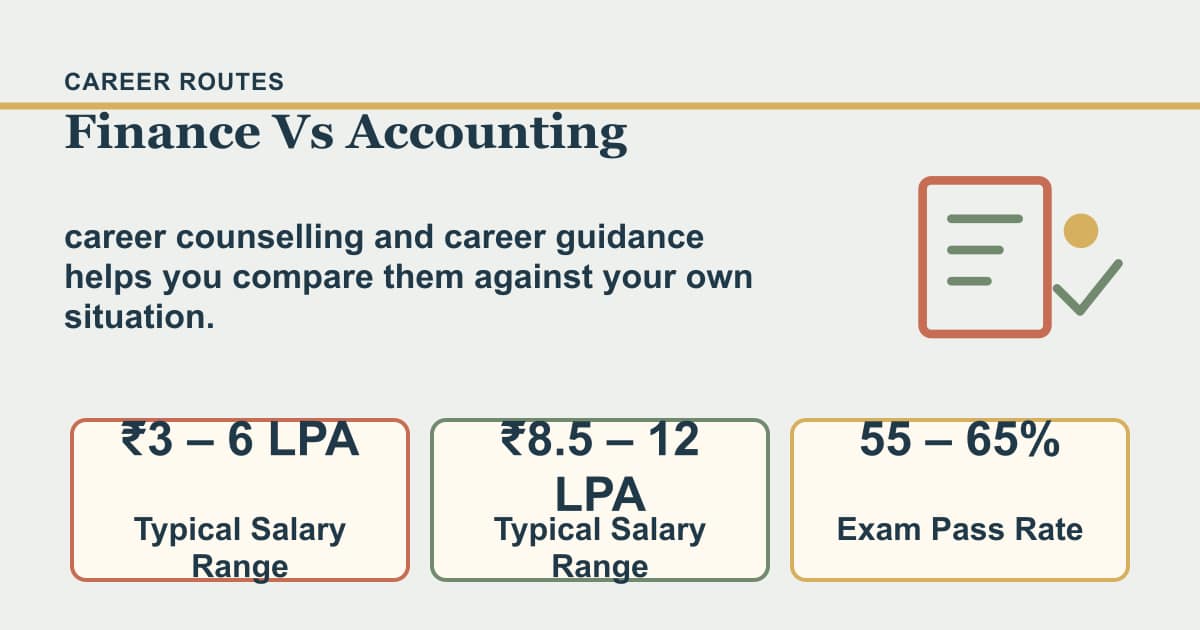 CAREER ROUTES
Finance Vs Accounting
career counselling and career guidance
helps you compare them against your own
situation.
₹3 – 6 LPA
Typical Salary
Range
₹8.5 – 12
LPA
Typical Salary
Range
55 – 65%
Exam Pass Rate